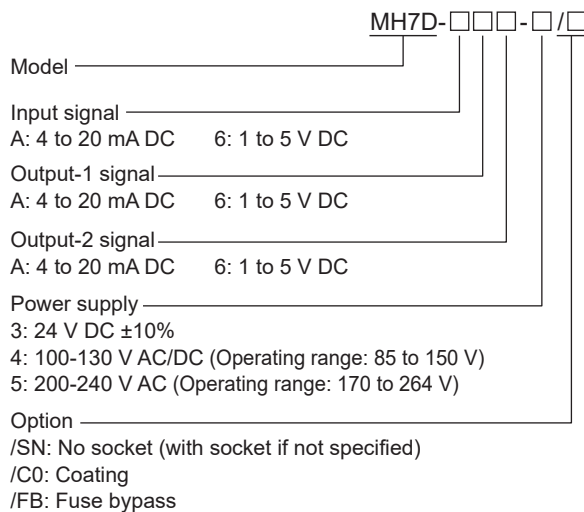 MH7D-□□□-□/□
Model
Input signal
A: 4 to 20 mA DC 6: 1 to 5 V DC
Output-1 signal
A: 4 to 20 mA DC 6: 1 to 5 V DC
Output-2 signal
A: 4 to 20 mA DC 6: 1 to 5 V DC
Power supply
3: 24 V DC ±10%
4: 100-130 V AC/DC (Operating range: 85 to 150 V)
5: 200-240 V AC (Operating range: 170 to 264 V)
Option
/SN: No socket (with socket if not specified)
/C0: Coating
/FB: Fuse bypass